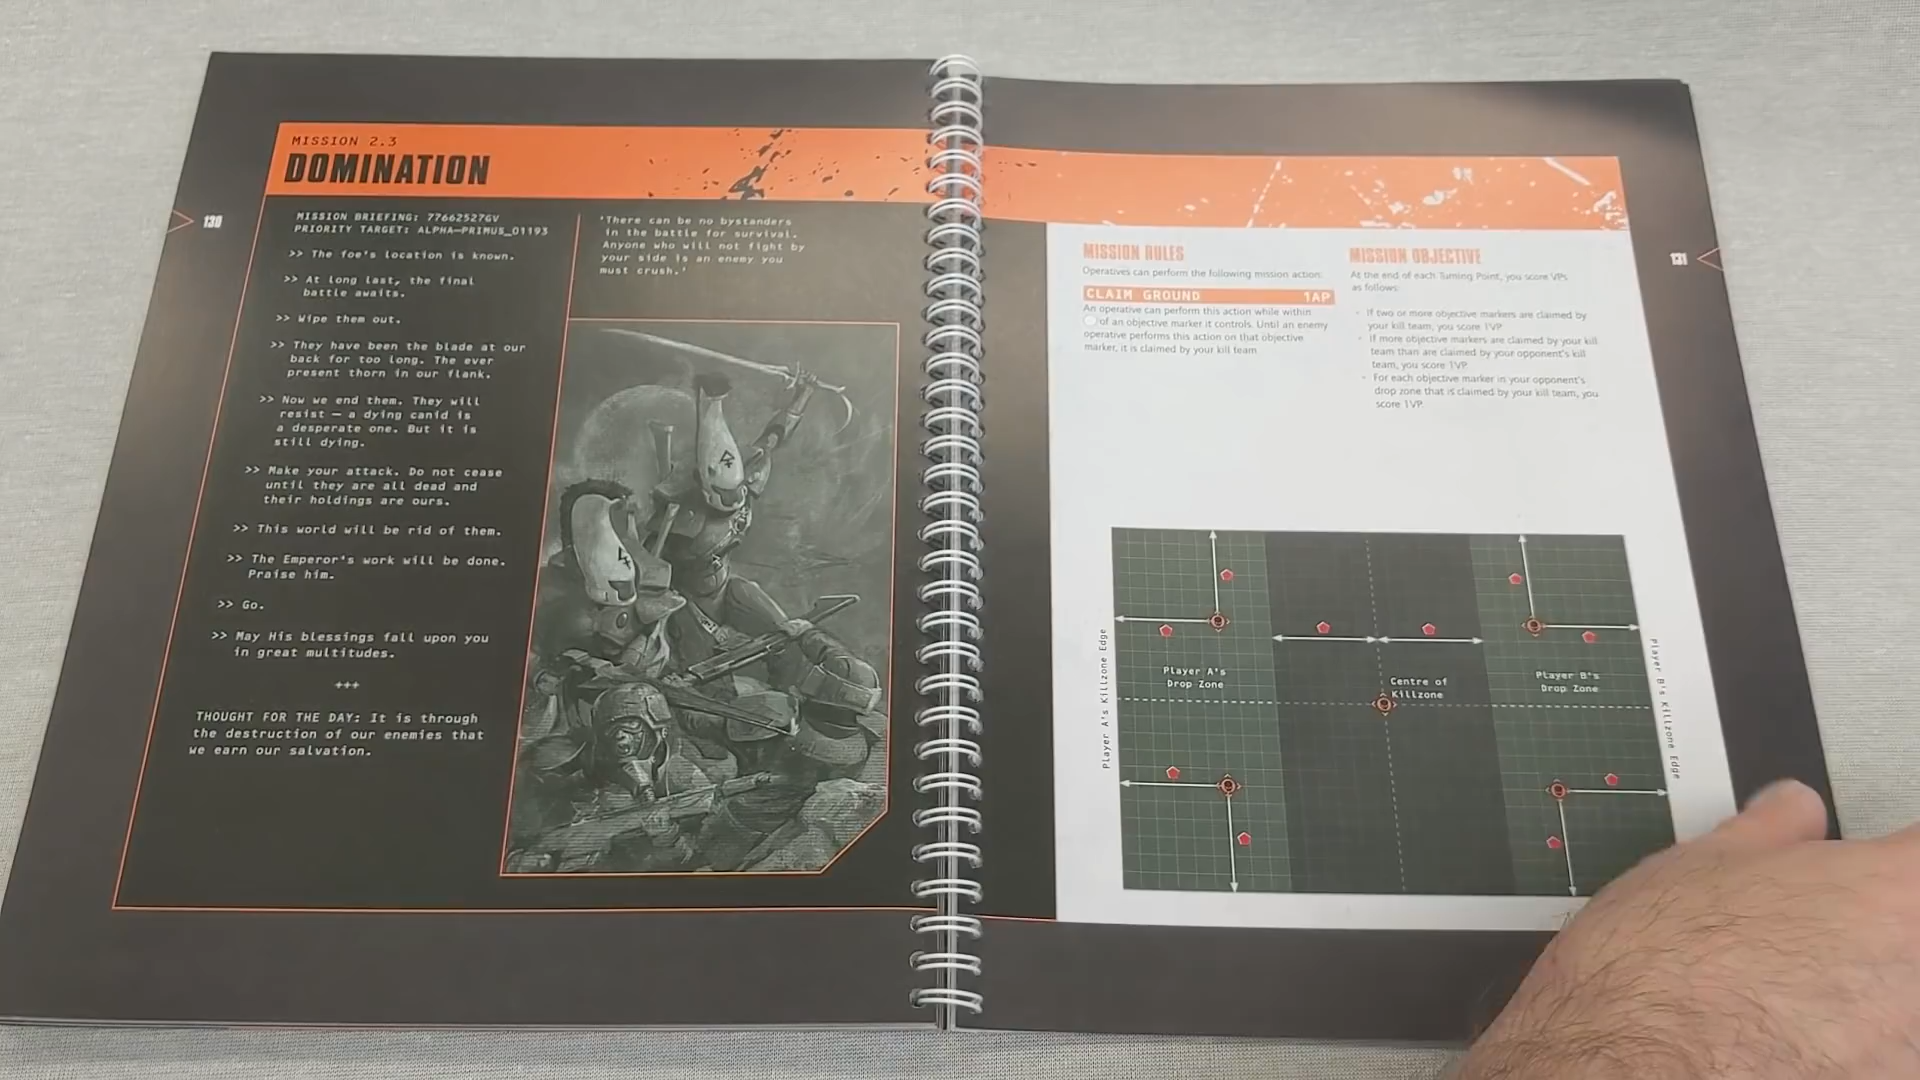 MISSION 2.3
DOMINATION
130
MISSION BRIEFING: 77662527GV
PRIORITY TARGET: ALPHA–PRIMUS_01193
>> The foe's location is known.
>> At long last, the final
battle awaits.
>> Wipe them out.
>> They have been the blade at our
back for too long. The ever
present thorn in our flank.
>> Now we end them. They will
resist – a dying canid is
a desperate one. But it is
still dying.
>> Make your attack. Do not cease
until they are all dead and
their holdings are ours.
>> This world will be rid of them.
>> The Emperor's work will be done.
Praise him.
>> Go.
>> May His blessings fall upon you
in great multitudes.
+++
THOUGHT FOR THE DAY: It is through
the destruction of our enemies that
we earn our salvation.
'There can be no bystanders
in the battle for survival.
Anyone who will not fight by
your side is an enemy you
must crush.'
MISSION RULES
Operatives can perform the following mission action:
CLAIM GROUND 1AP
An operative can perform this action while within
of an objective marker it controls. Until an enemy
operative performs this action on that objective
marker, it is claimed by your kill team.
MISSION OBJECTIVE
At the end of each Turning Point, you score VPs
as follows:
- If two or more objective markers are claimed by
your kill team, you score 1VP.
- If more objective markers are claimed by your kill
team than are claimed by your opponent's kill
team, you score 1VP.
- For each objective marker in your opponent's
drop zone that is claimed by your kill team, you
score 1VP.
131
Player A's Killzone Edge
Player A's
Drop Zone
Centre of
Killzone
Player B's
Drop Zone
Player B's Killzone Edge